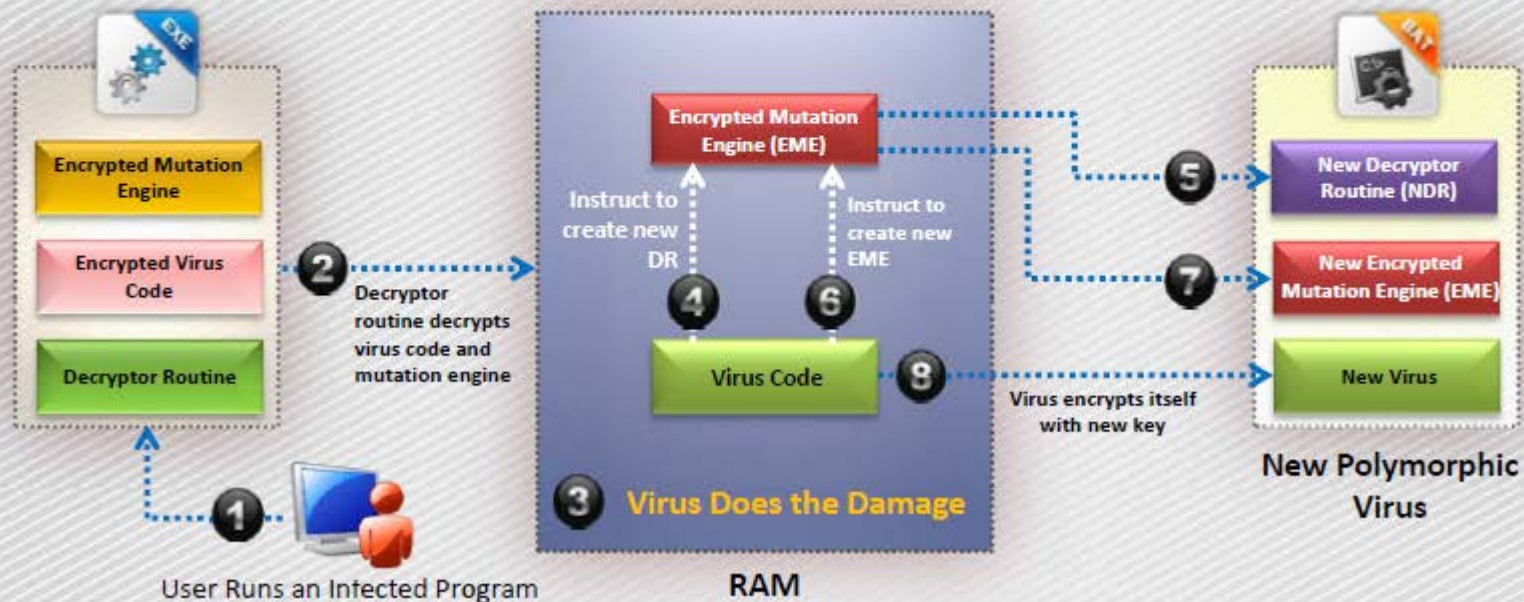 EXE
Encrypted Mutation
Engine
Encrypted Virus
Code
Decryptor Routine
1
User Runs an Infected Program
2
Decryptor
routine decrypts
virus code and
mutation engine
Encrypted Mutation
Engine (EME)
Instruct to
create new
DR
Instruct to
create new
EME
4
6
Virus Code
3
Virus Does the Damage
RAM
5
7
8
Virus encrypts itself
with new key
BAT
C:\
New Decryptor
Routine (NDR)
New Encrypted
Mutation Engine (EME)
New Virus
New Polymorphic
Virus